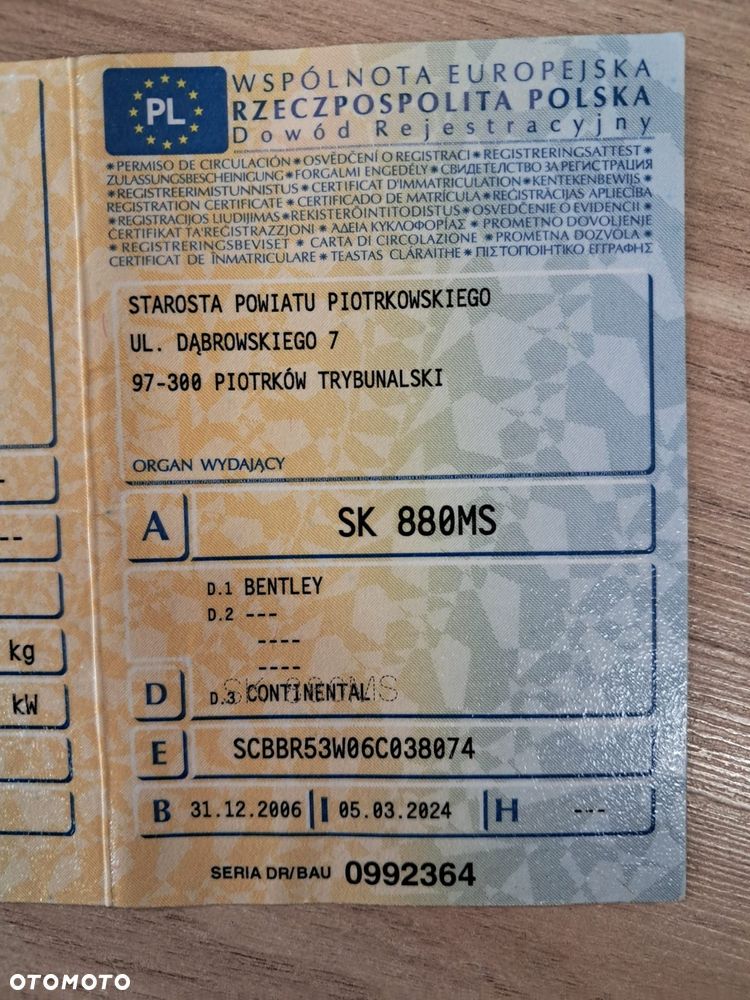 PL
WSPÓLNOTA EUROPEJSKA
RZECZPOSPOLITA POLSKA
Dowód Rejestracyjny
✶ PERMISO DE CIRCULACIÓN ✶ OSVĚDČENÍ O REGISTRACI ✶ REGISTRERINGSATTEST ✶
ZULASSUNGSBESCHEINIGUNG ✶ FORGALMI ENGEDÉLY ✶ СВИДЕТЕЛСТВО ЗА РЕГИСТРАЦИЯ
✶ REGISTREERIMISTUNNISTUS ✶ CERTIFICAT D'IMMATRICULATION ✶ KENTEKENBEWIJS ✶
REGISTRATION CERTIFICATE ✶ CERTIFICADO DE MATRÍCULA ✶ REĢISTRĀCIJAS APLIECĪBA
✶ REGISTRACIJOS LIUDIJIMAS ✶ REKISTERÖINTITODISTUS ✶ OSVEDČENIE O EVIDENCII ✶
ĊERTIFIKAT TA'REĠISTRAZZJONI ✶ ΑΔΕΙΑ ΚΥΚΛΟΦΟΡΙΑΣ ✶ PROMETNO DOVOLJENJE
✶ REGISTRERINGSBEVISET ✶ CARTA DI CIRCOLAZIONE ✶ PROMETNA DOZVOLA ✶
CERTIFICAT DE ÎNMATRICULARE ✶ TEASTAS CLÁRAITHE ✶ ΠΙΣΤΟΠΟΙΗΤΙΚΟ ΕΓΓΡΑΦΗΣ
STAROSTA POWIATU PIOTRKOWSKIEGO
UL. DĄBROWSKIEGO 7
97-300 PIOTRKÓW TRYBUNALSKI
ORGAN WYDAJĄCY
A SK 880MS
D.1 BENTLEY
D.2 ---
----
----
D D.3 CONTINENTAL
SK 880MS
E SCBBR53W06C038074
B 31.12.2006 I 05.03.2024 H ---
SERIA DR/BAU 0992364
--
kg
kW
OTOMOTO